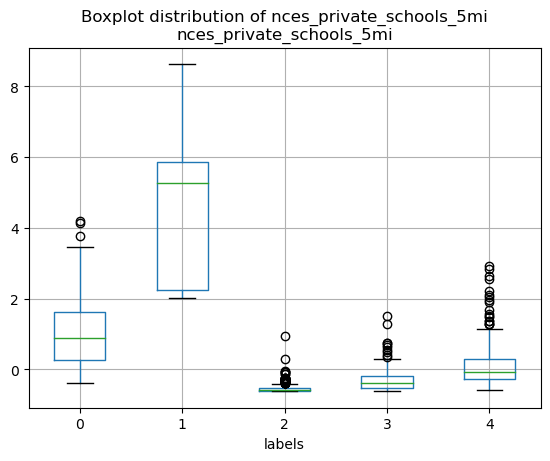 Boxplot distribution of nces_private_schools_5mi
nces_private_schools_5mi
8
6
4
2
0
0 1 2 3 4
labels